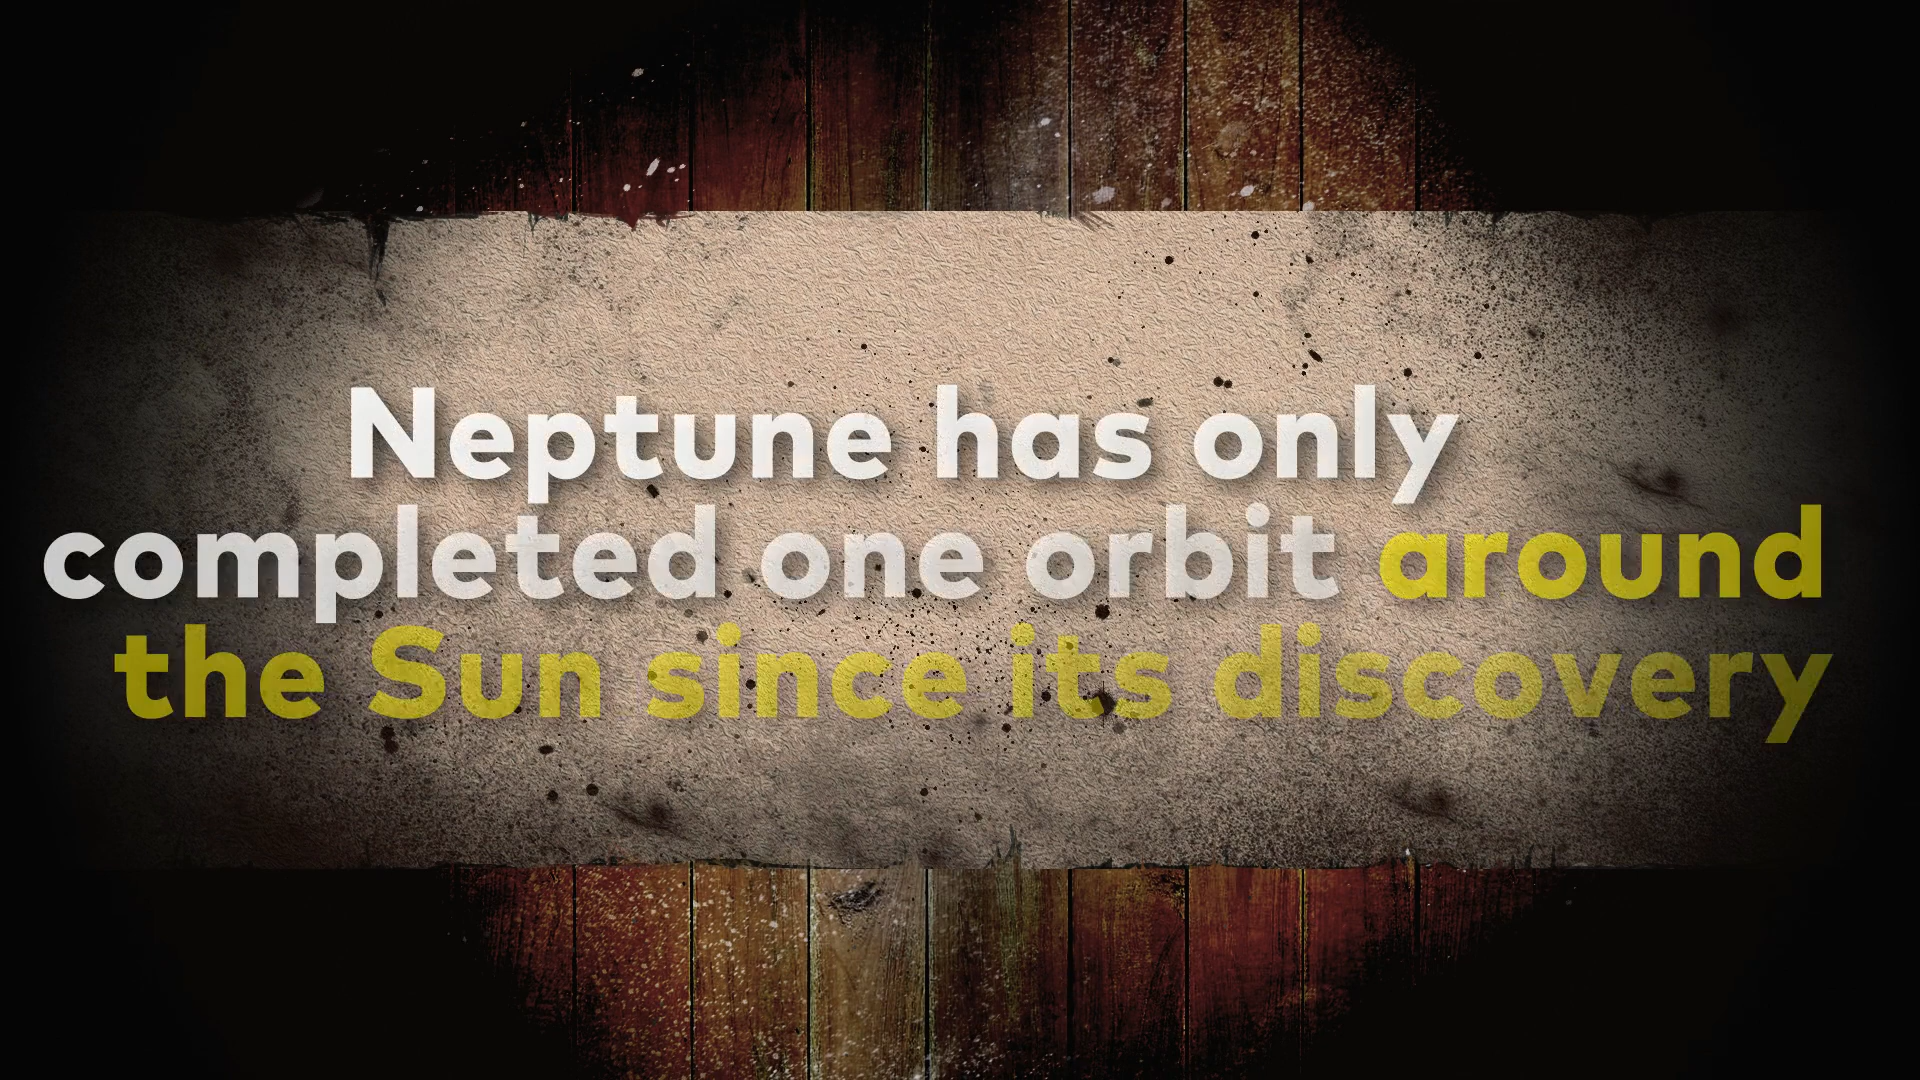 Neptune has only
completed one orbit around
the Sun since its discovery